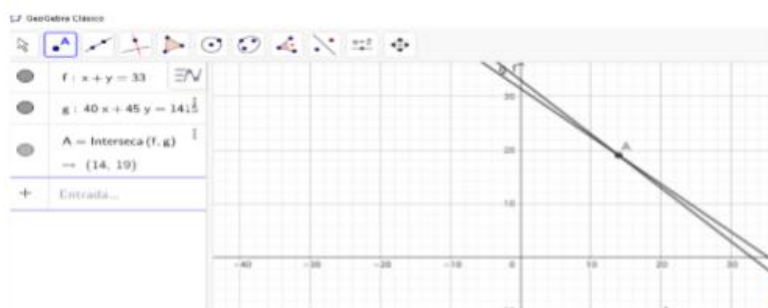 GeoGebra Clásico
f : x + y = 33
g : 40 x + 45 y = 1415
A = Interseca (f, g)
→ (14, 19)
Entrada...
A
30
20
10
-40 -30 -20 -10 0 10 20 30